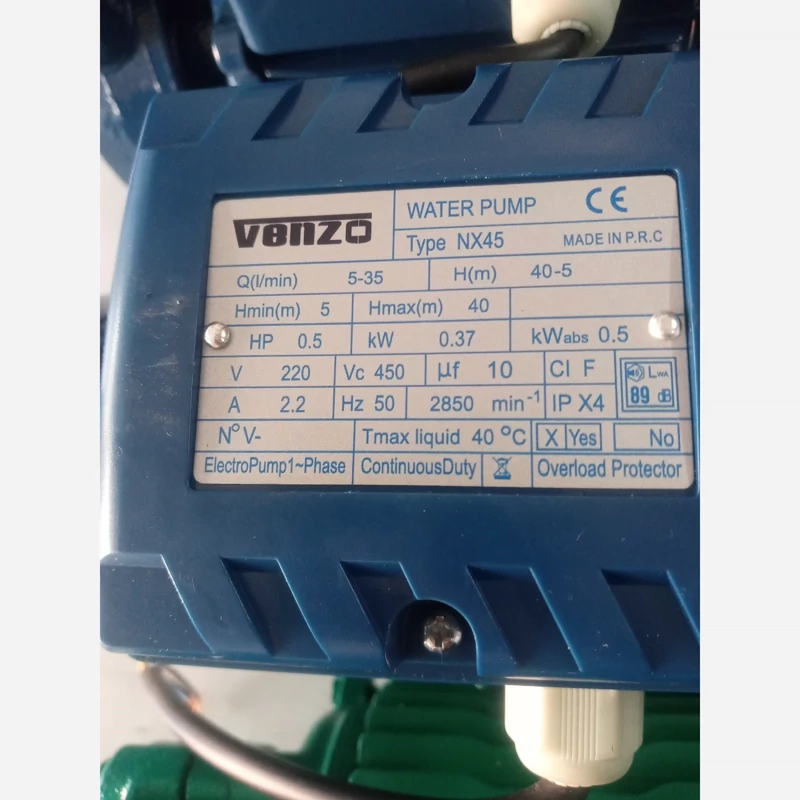 VENZO
WATER PUMP CE
Type NX45 MADE IN P.R.C
Q(l/min) 5-35 H(m) 40-5
Hmin(m) 5 Hmax(m) 40
HP 0.5 kW 0.37 kWabs 0.5
V 220 Vc 450 µf 10 Cl F LWA
A 2.2 Hz 50 2850 min-1 IP X4 89 dB
N° V- Tmax liquid 40 °C X Yes No
ElectroPump1~Phase ContinuousDuty Overload Protector